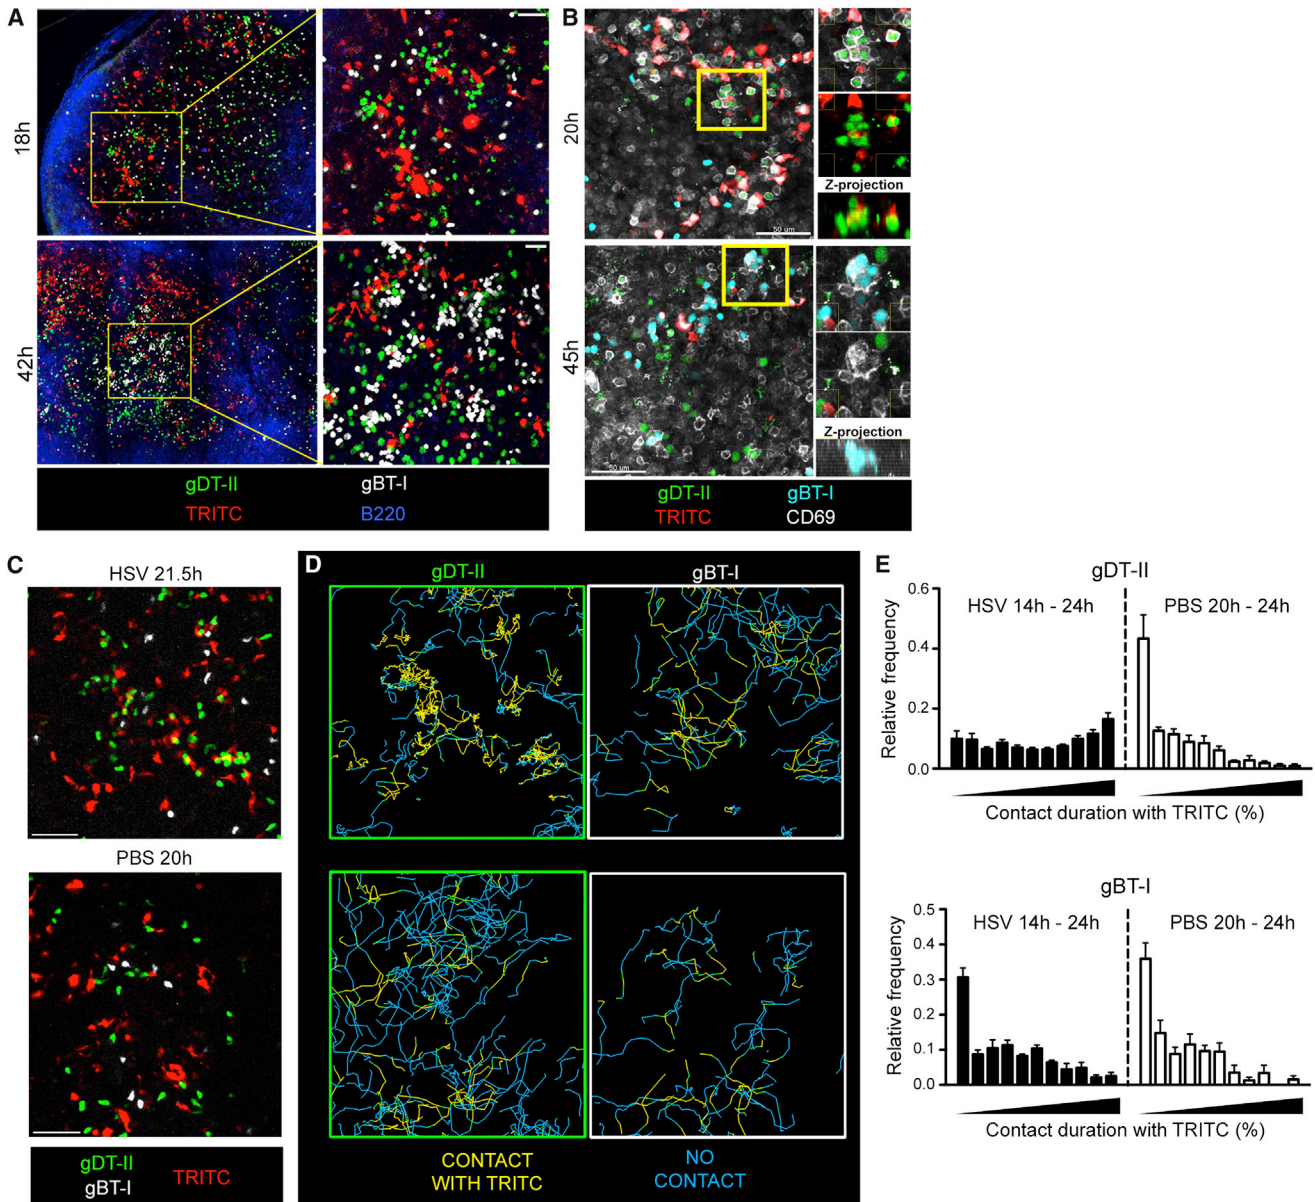 A
18h
42h
gDT-II
gBT-I
TRITC
B220
B
20h
50 um
Z-projection
45h
50 um
Z-projection
gDT-II
gBT-I
TRITC
CD69
C
HSV 21.5h
PBS 20h
gDT-II
gBT-I
TRITC
D
gDT-II
gBT-I
CONTACT
WITH TRITC
NO
CONTACT
E
gDT-II
HSV 14h - 24h
PBS 20h - 24h
Relative frequency
0.6
0.4
0.2
0.0
Contact duration with TRITC (%)
gBT-I
HSV 14h - 24h
PBS 20h - 24h
Relative frequency
0.5
0.4
0.3
0.2
0.1
0.0
Contact duration with TRITC (%)